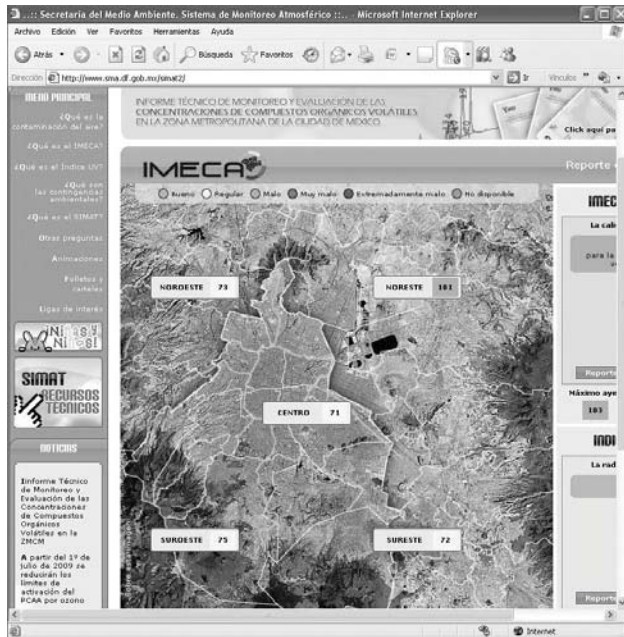 ..:: Secretaria del Medio Ambiente. Sistema de Monitoreo Atmosférico ::.. - Microsoft Internet Explorer
Archivo Edición Ver Favoritos Herramientas Ayuda
Atrás Búsqueda Favoritos
Dirección http://www.sma.df.gob.mx/simat2/ Ir Vínculos
MENÚ PRINCIPAL
¿Qué es la
contaminación del aire?
¿Qué es el IMECA?
¿Qué es el Índice UV?
¿Qué son
las contingencias
ambientales?
¿Qué es el SIMAT?
Otras preguntas
Animaciones
Folletos y
carteles
Ligas de interés
Niñas y
Niños!
SIMAT
RECURSOS
TÉCNICOS
NOTICIAS
Iinforme Técnico
de Monitoreo y
Evaluación de las
Concentraciones
de Compuestos
Orgánicos
Volátiles en la
ZMCM
A partir del 1º de
julio de 2009 se
reducirán los
límites de
activación del
PCAA por ozono
INFORME TÉCNICO DE MONITOREO Y EVALUACIÓN DE LAS
CONCENTRACIONES DE COMPUESTOS ORGÁNICOS VOLÁTILES
EN LA ZONA METROPOLITANA DE LA CIUDAD DE MÉXICO
Click aquí pa
IMECA
Reporte
Bueno Regular Malo Muy malo Extremadamente malo No disponible
NOROESTE 73
NORESTE 101
CENTRO 71
SUROESTE 75
SURESTE 72
IMEC
La cal
para la
Reporte
Máximo aye
103
INDI
La rad
Reporte
Internet